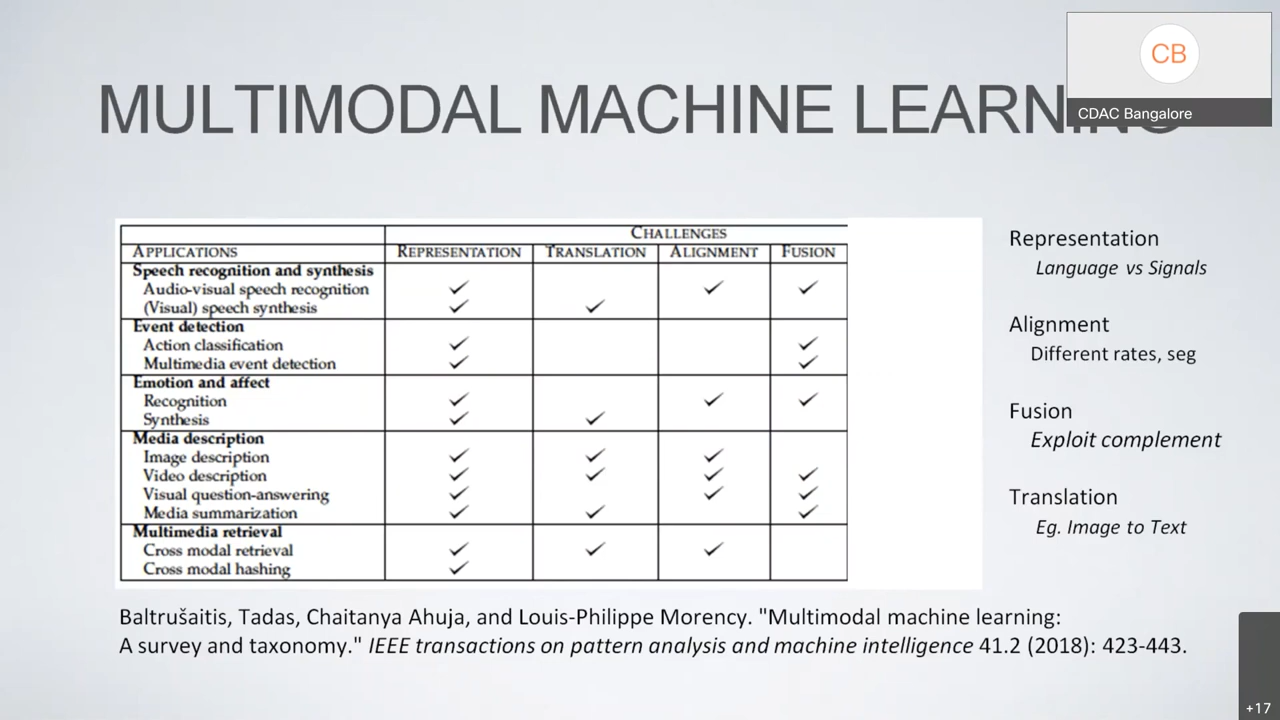 CB
CDAC Bangalore
MULTIMODAL MACHINE
CHALLENGES
APPLICATIONS REPRESENTATION TRANSLATION ALIGNMENT FUSION
Speech recognition and synthesis
Audio-visual speech recognition ✓ ✓ ✓
(Visual) speech synthesis ✓ ✓
Event detection
Action classification ✓ ✓
Multimedia event detection ✓ ✓
Emotion and affect
Recognition ✓ ✓ ✓
Synthesis ✓ ✓
Media description
Image description ✓ ✓ ✓
Video description ✓ ✓ ✓ ✓
Visual question-answering ✓ ✓ ✓
Media summarization ✓ ✓ ✓
Multimedia retrieval
Cross modal retrieval ✓ ✓ ✓
Cross modal hashing ✓
Representation
Language vs Signals
Alignment
Different rates, seg
Fusion
Exploit complement
Translation
Eg. Image to Text
Baltrušaitis, Tadas, Chaitanya Ahuja, and Louis-Philippe Morency. "Multimodal machine learning:
A survey and taxonomy." IEEE transactions on pattern analysis and machine intelligence 41.2 (2018): 423-443.
+17